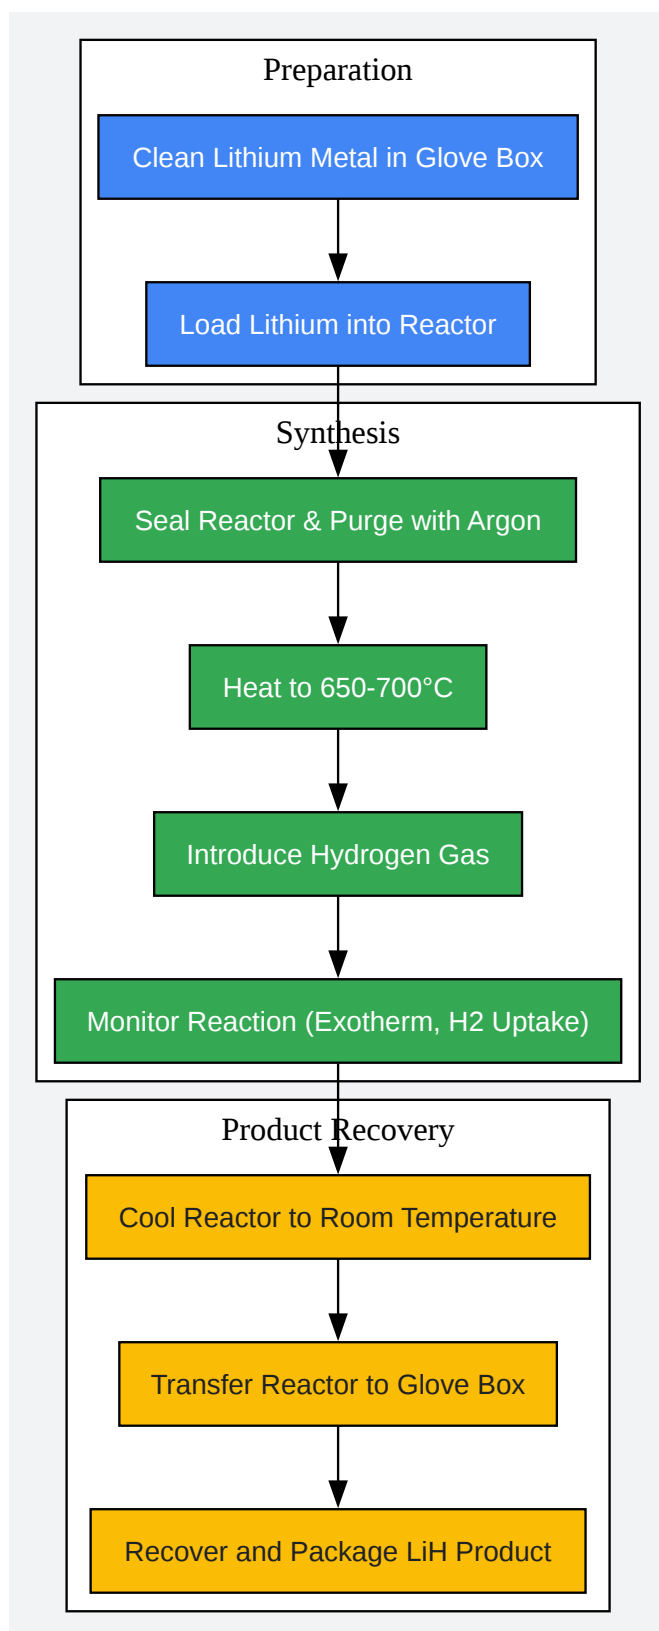 Preparation
Clean Lithium Metal in Glove Box
Load Lithium into Reactor
Synthesis
Seal Reactor & Purge with Argon
Heat to 650-700°C
Introduce Hydrogen Gas
Monitor Reaction (Exotherm, H2 Uptake)
Product Recovery
Cool Reactor to Room Temperature
Transfer Reactor to Glove Box
Recover and Package LiH Product